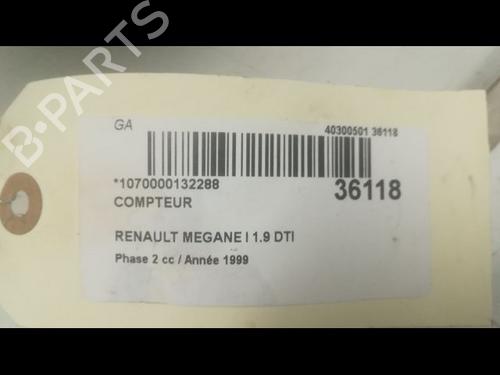 GA
40300501 36118
*1070000132288
36118
COMPTEUR
RENAULT MEGANE I 1.9 DTI
Phase 2 cc / Année 1999
B-PARTS